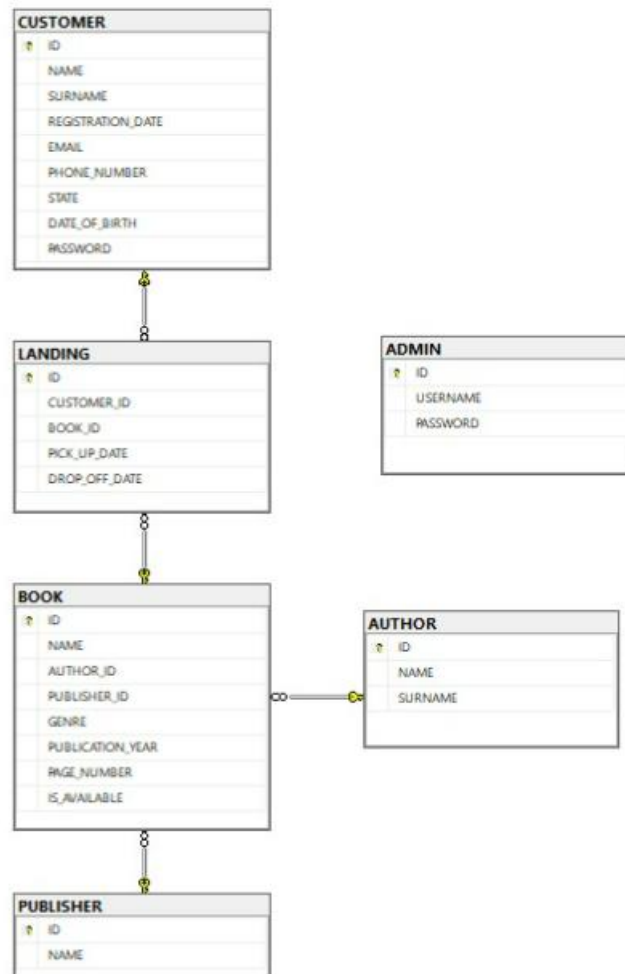 CUSTOMER
ID
NAME
SURNAME
REGISTRATION_DATE
EMAIL
PHONE_NUMBER
STATE
DATE_OF_BIRTH
PASSWORD
LANDING
ID
CUSTOMER_ID
BOOK_ID
PICK_UP_DATE
DROP_OFF_DATE
ADMIN
ID
USERNAME
PASSWORD
BOOK
ID
NAME
AUTHOR_ID
PUBLISHER_ID
GENRE
PUBLICATION_YEAR
PAGE_NUMBER
IS_AVAILABLE
AUTHOR
ID
NAME
SURNAME
PUBLISHER
ID
NAME